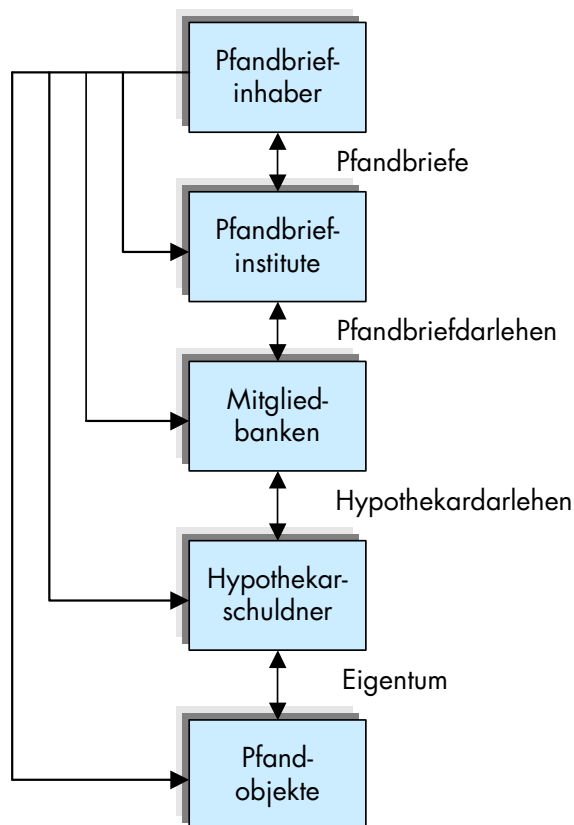 Pfandbrief-
inhaber
Pfandbriefe
Pfandbrief-
institute
Pfandbriefdarlehen
Mitglied-
banken
Hypothekardarlehen
Hypothekar-
schuldner
Eigentum
Pfand-
objekte